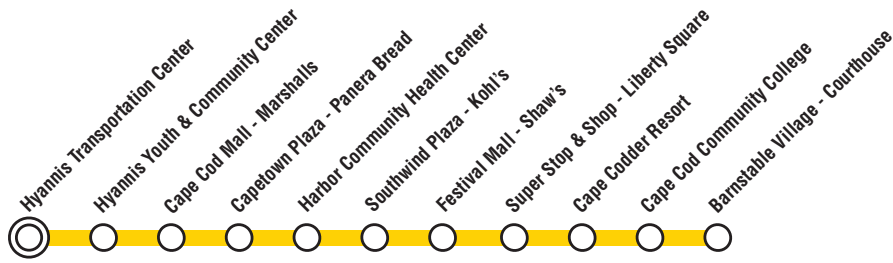 Hyannis Transportation Center
Hyannis Youth & Community Center
Cape Cod Mall - Marshalls
Capetown Plaza - Panera Bread
Harbor Community Health Center
Southwind Plaza - Kohl's
Festival Mall - Shaw's
Super Stop & Shop - Liberty Square
Cape Codder Resort
Cape Cod Community College
Barnstable Village - Courthouse